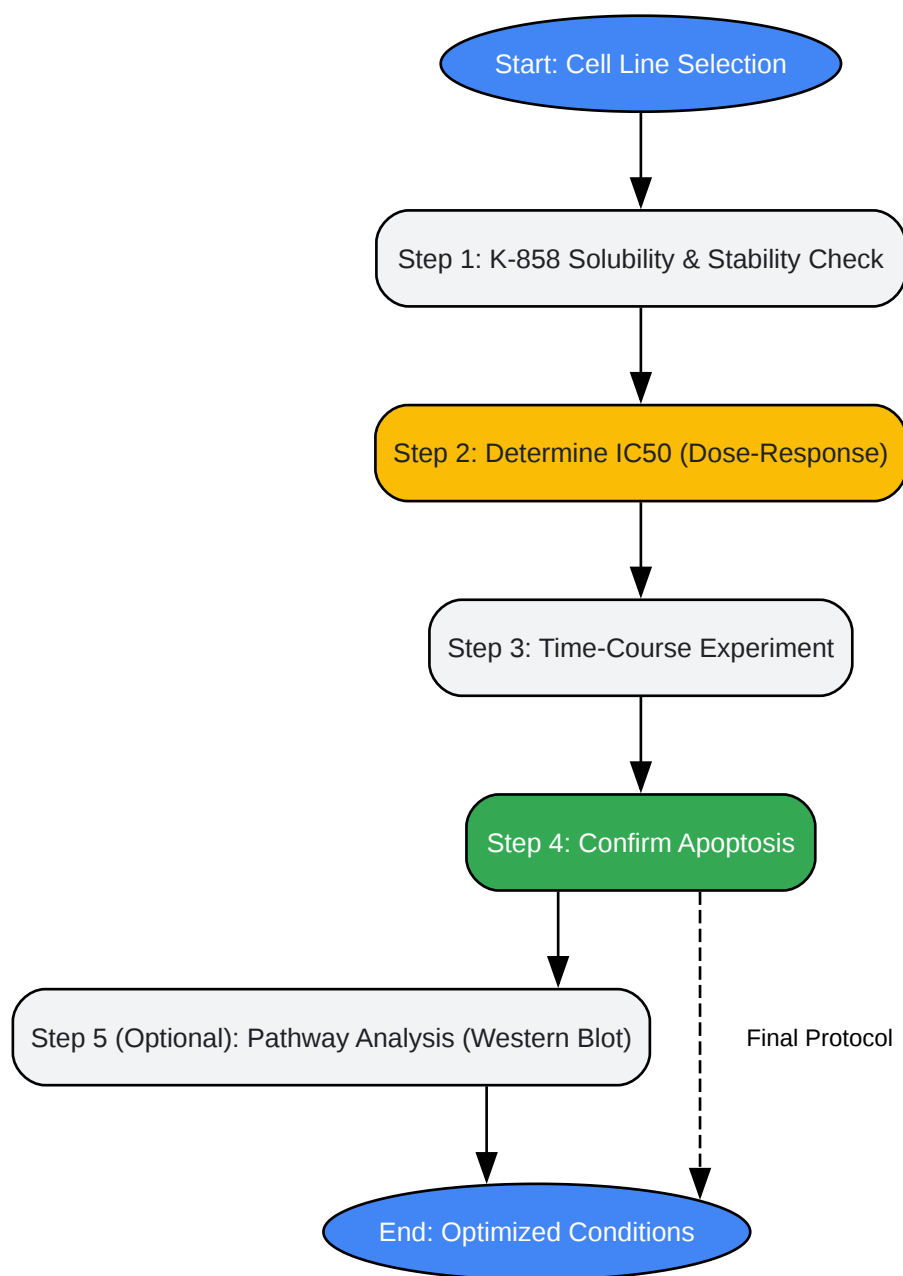 Start: Cell Line Selection
Step 1: K-858 Solubility & Stability Check
Step 2: Determine IC50 (Dose-Response)
Step 3: Time-Course Experiment
Step 4: Confirm Apoptosis
Step 5 (Optional): Pathway Analysis (Western Blot)
Final Protocol
End: Optimized Conditions